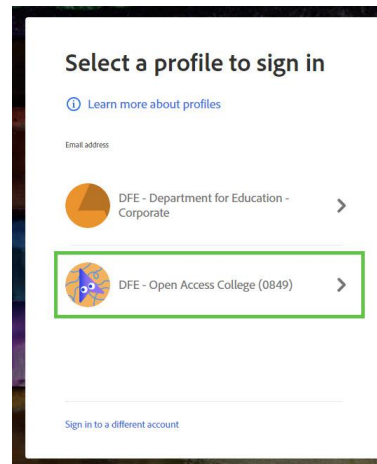 Select a profile to sign in
Learn more about profiles
Email address
DFE - Department for Education -
Corporate
DFE - Open Access College (0849)
Sign in to a different account